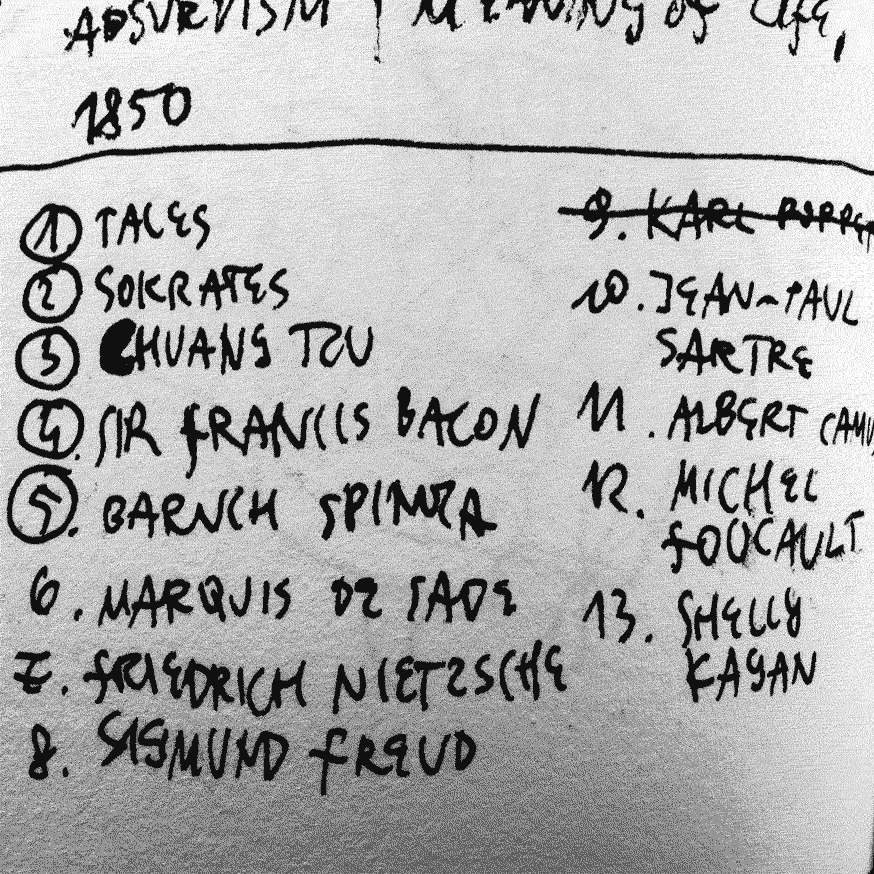 ABSURDISM, MEANING of life,
1850
1 TALES
2 SOKRATES
3 CHUANG TZU
4. SIR fRANCIS BACON
5. BARUCH SPINOZA
6. MARQUIS DE SADE
7. fRIEDRICH NIETZSCHE
8. SIGMUND fREUD
9. KARL POPPER
10. JEAN-PAUL
SARTRE
11. ALBERT CAMU
12. MICHEL
fOUCAULT
13. SHELLY
KAGAN